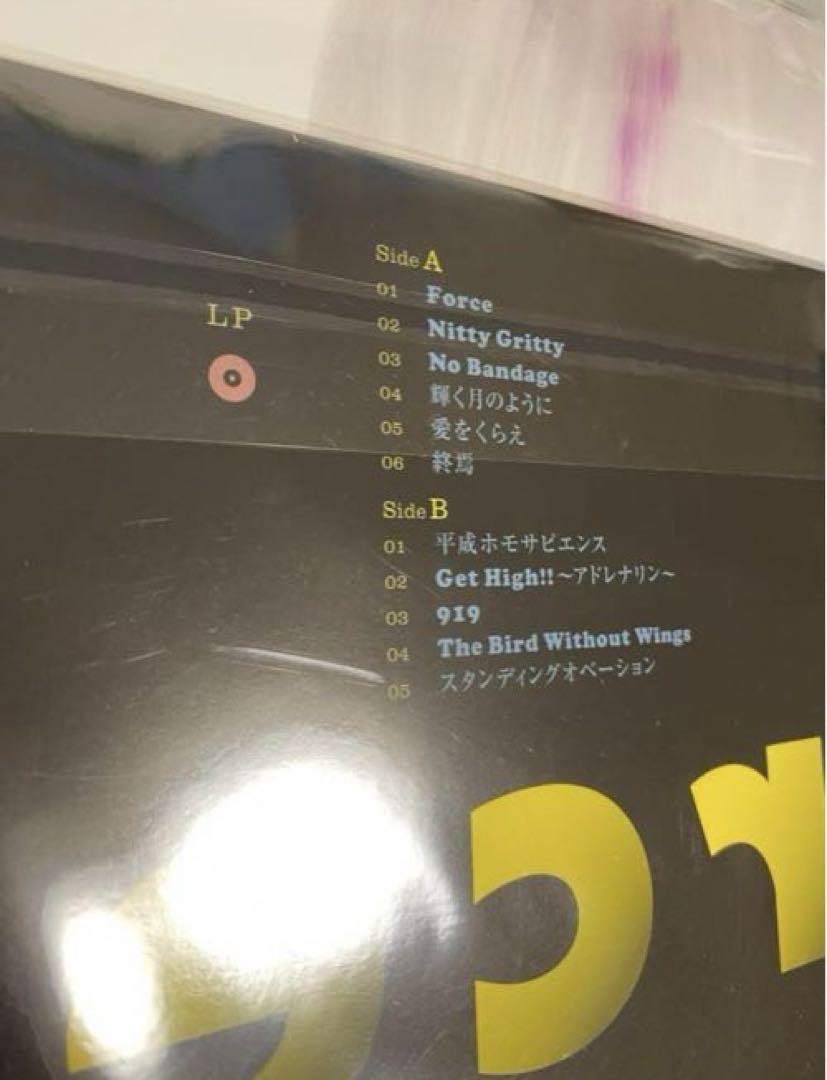 LP
Side A
01 Force
02 Nitty Gritty
03 No Bandage
04 輝く月のように
05 愛をくらえ
06 終焉
Side B
01 平成ホモサピエンス
02 Get High!!~アドレナリン~
03 919
04 The Bird Without Wings
05 スタンディングオベーション